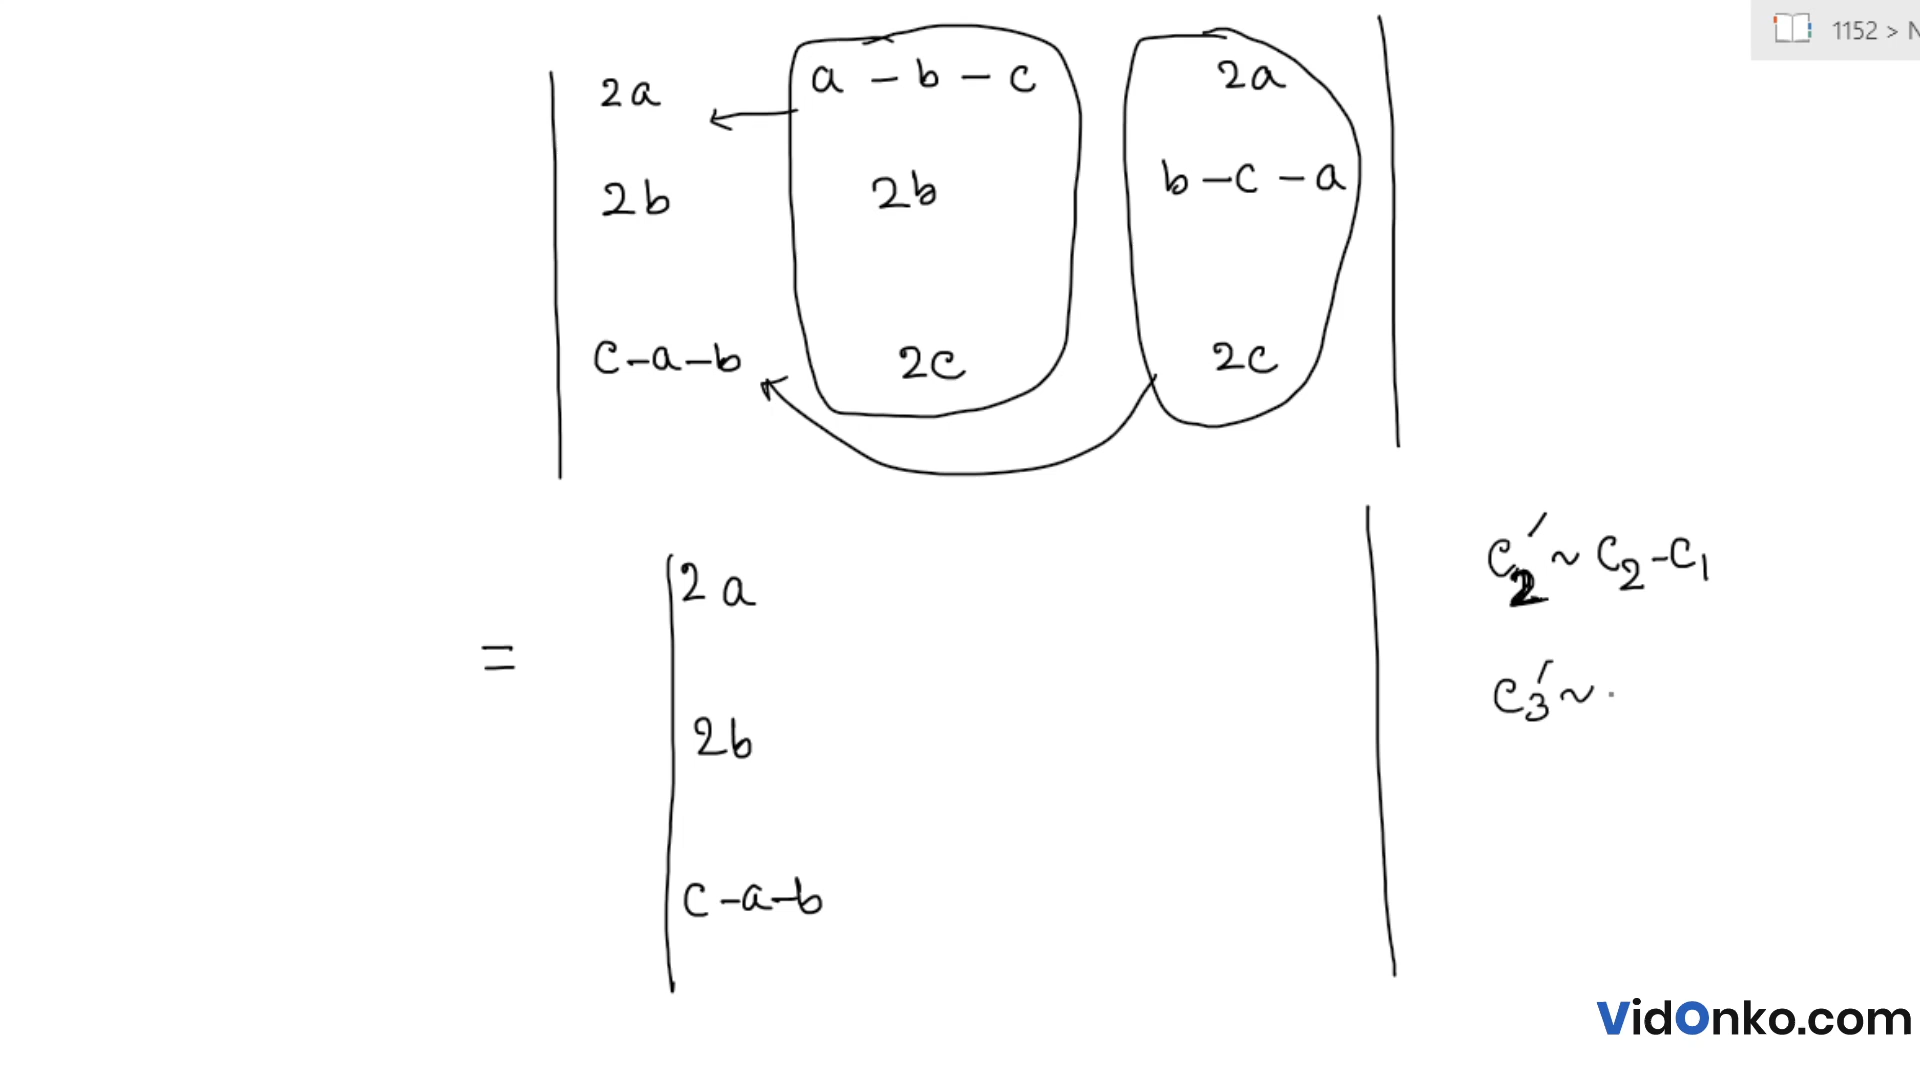 1152 > N
2a a - b - c 2a
2b 2b b - c - a
c-a-b 2c 2c
= 2a
2b
c-a-b
C₂′ ~ C₂-C₁
C₃′ ~ .
VidOnko.com